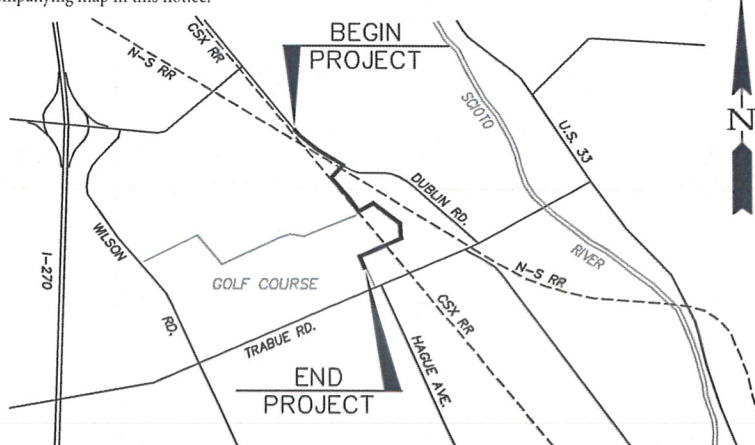 ompanying map in this notice.
BEGIN
PROJECT
CSX RR
N-S RR
SCIOTO
U.S. 33
N
DUBLIN RD.
WILSON
RD.
I-270
GOLF COURSE
RIVER
N-S RR
CSX RR
TRABUE RD.
HAGUE AVE.
END
PROJECT